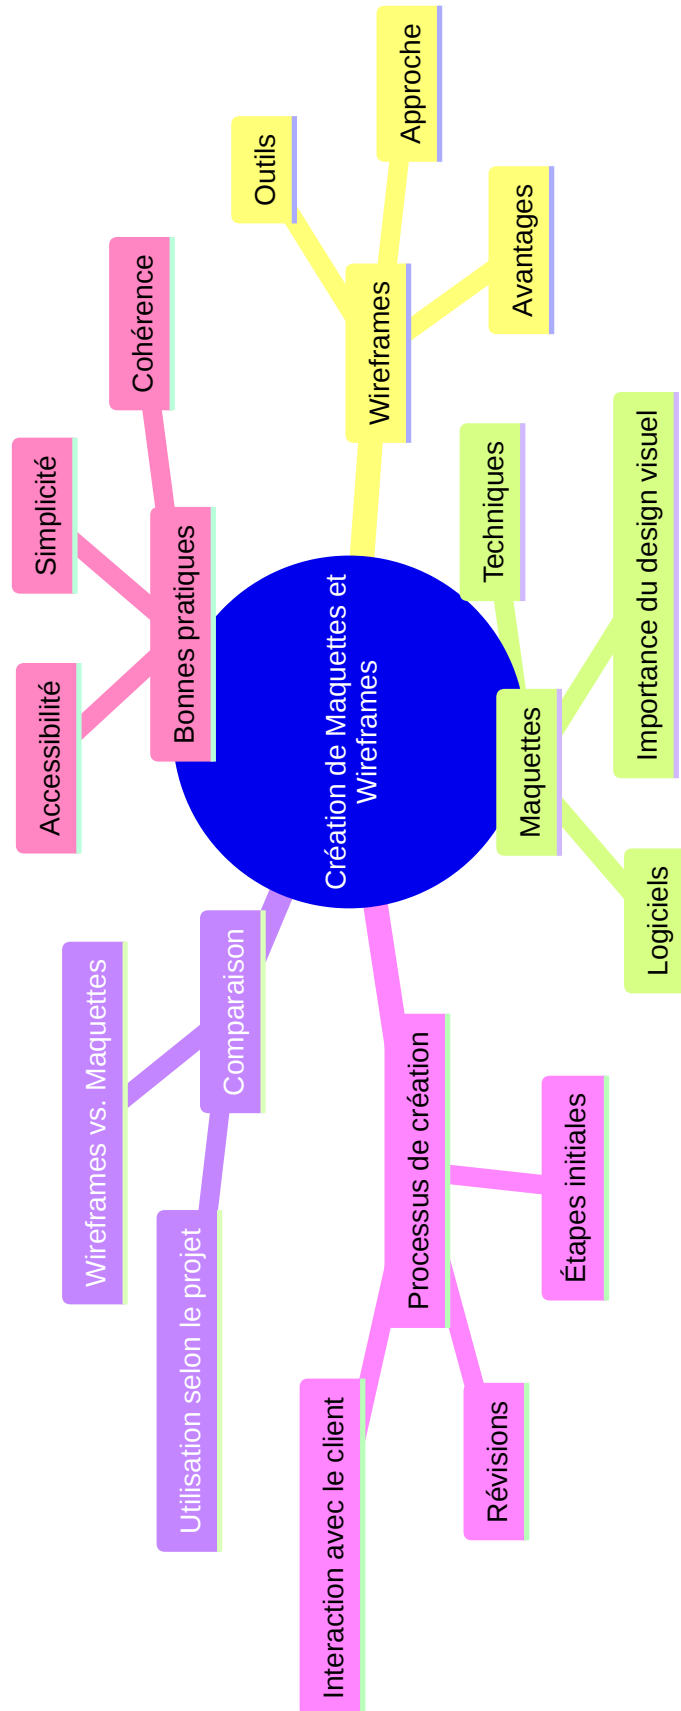 Création de Maquettes et
Wireframes
Wireframes
Outils
Approche
Avantages
Maquettes
Techniques
Importance du design visuel
Logiciels
Processus de création
Étapes initiales
Révisions
Interaction avec le client
Comparaison
Wireframes vs. Maquettes
Utilisation selon le projet
Bonnes pratiques
Accessibilité
Simplicité
Cohérence